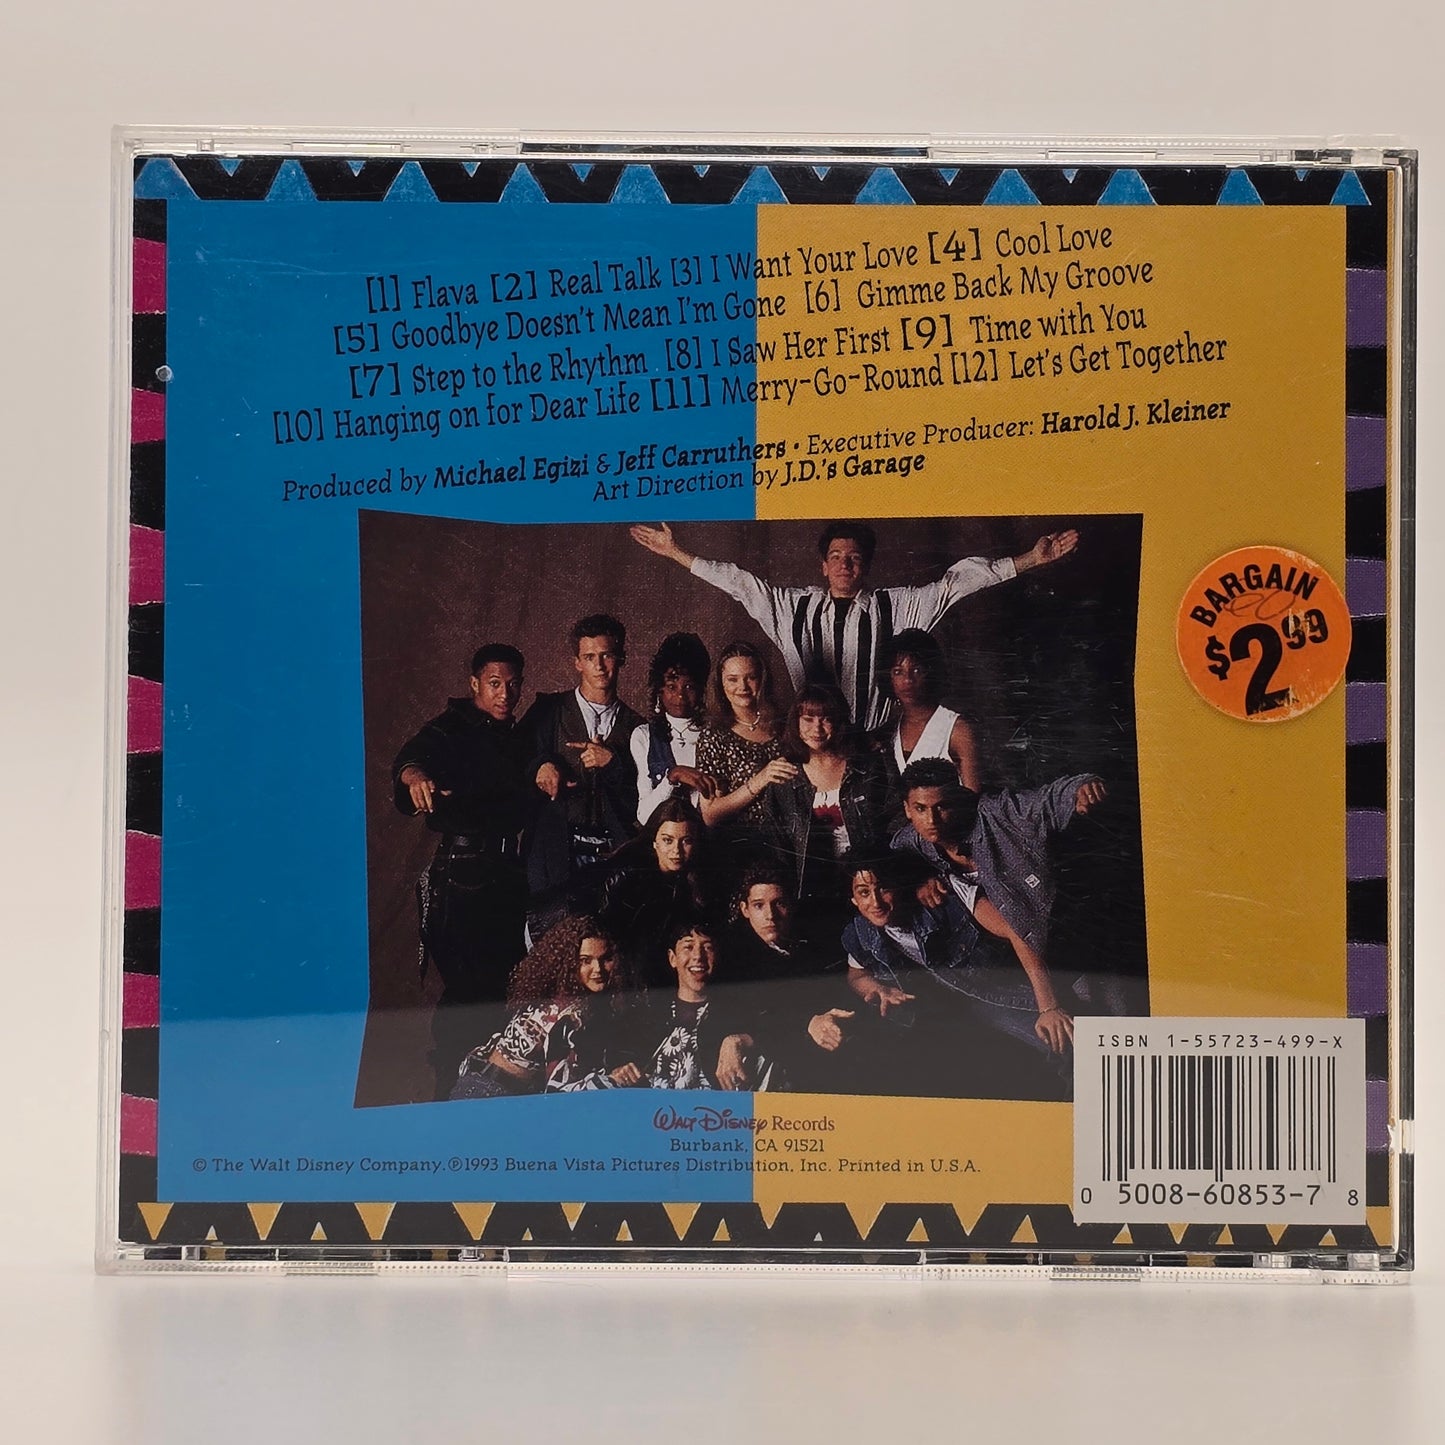 [1] Flava [2] Real Talk [3] I Want Your Love [4] Cool Love
[5] Goodbye Doesn't Mean I'm Gone [6] Gimme Back My Groove
[7] Step to the Rhythm [8] I Saw Her First [9] Time with You
[10] Hanging on for Dear Life [11] Merry-Go-Round [12] Let's Get Together
Produced by Michael Egizi & Jeff Carruthers • Executive Producer: Harold J. Kleiner
Art Direction by J.D.'s Garage
BARGAIN
$2.99
ISBN 1-55723-499-X
0 5008-60853-7 8
Walt Disney Records
Burbank, CA 91521
© The Walt Disney Company. ℗1993 Buena Vista Pictures Distribution, Inc. Printed in U.S.A.